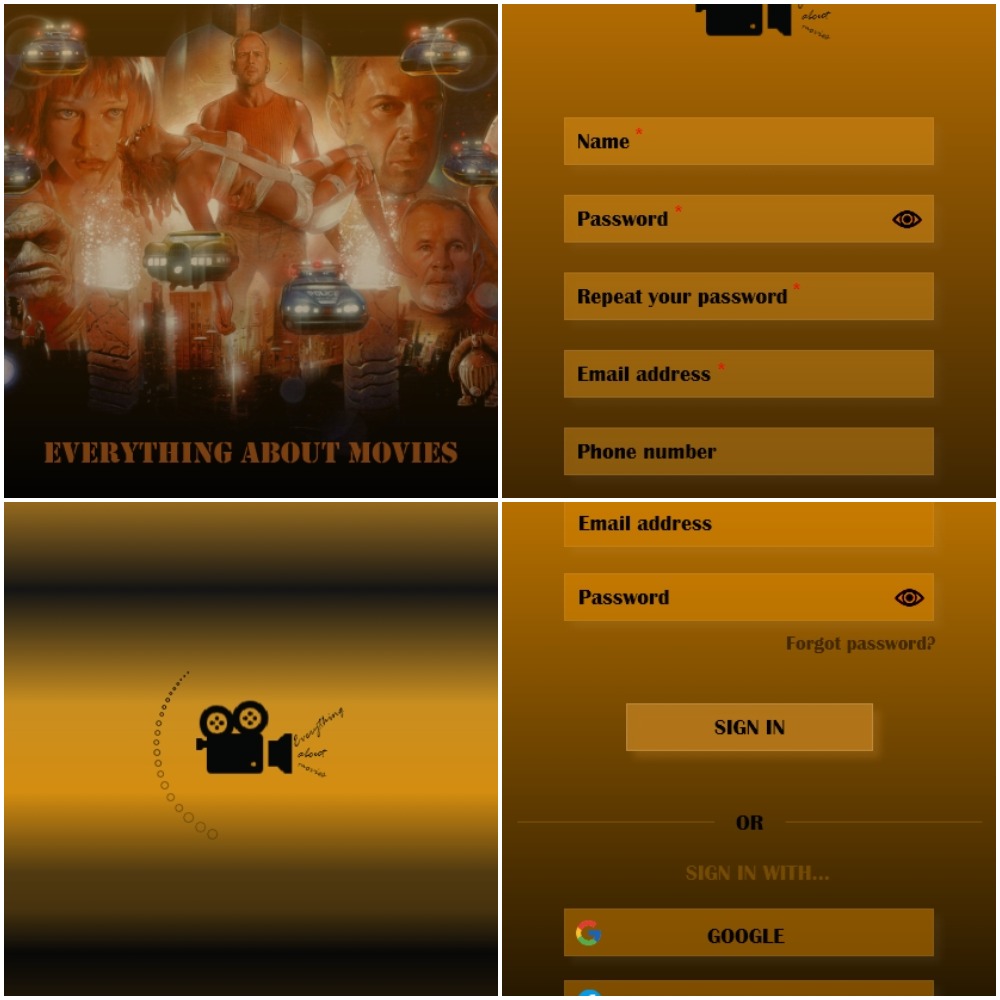 POLICE
EVERYTHING ABOUT MOVIES
about
movies
Name *
Password *
Repeat your password *
Email address *
Phone number
Everything
about
movies
Email address
Password
Forgot password?
SIGN IN
OR
SIGN IN WITH...
GOOGLE